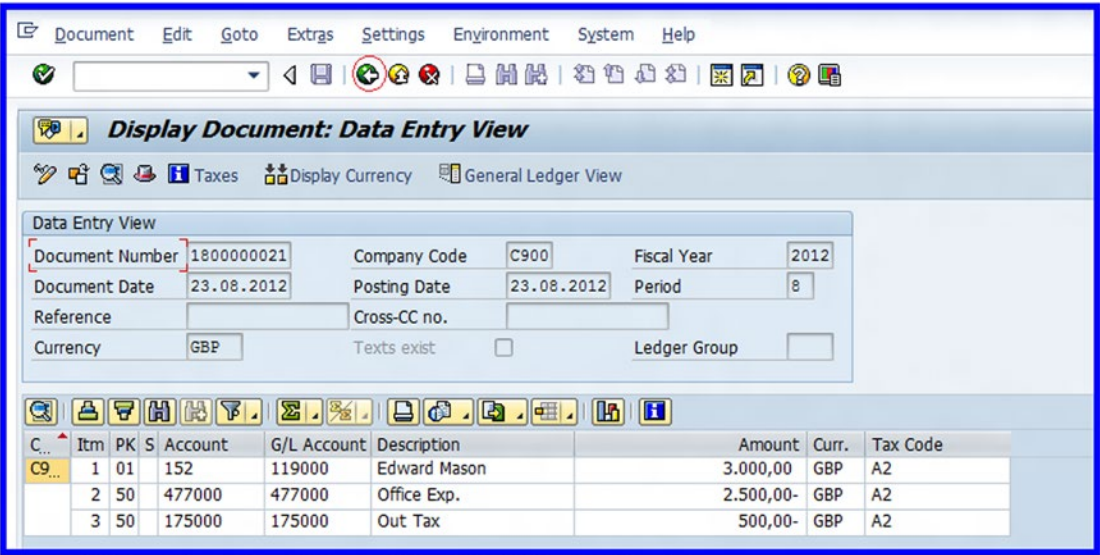 Document Edit Goto Extras Settings Environment System Help
Display Document: Data Entry View
Taxes Display Currency General Ledger View
Data Entry View
Document Number 1800000021 Company Code C900 Fiscal Year 2012
Document Date 23.08.2012 Posting Date 23.08.2012 Period 8
Reference Cross-CC no.
Currency GBP Texts exist Ledger Group
C... Itm PK S Account G/L Account Description Amount Curr. Tax Code
C9... 1 01 152 119000 Edward Mason 3.000,00 GBP A2
2 50 477000 477000 Office Exp. 2.500,00- GBP A2
3 50 175000 175000 Out Tax 500,00- GBP A2